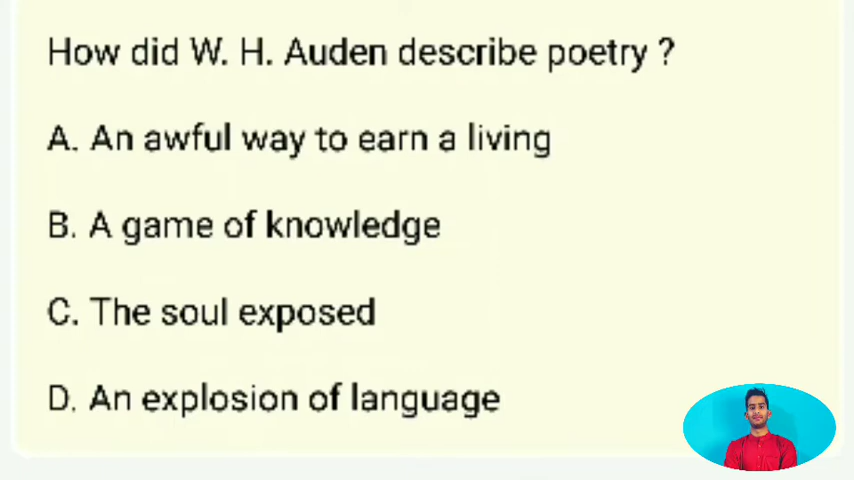 How did W. H. Auden describe poetry ?
A. An awful way to earn a living
B. A game of knowledge
C. The soul exposed
D. An explosion of language